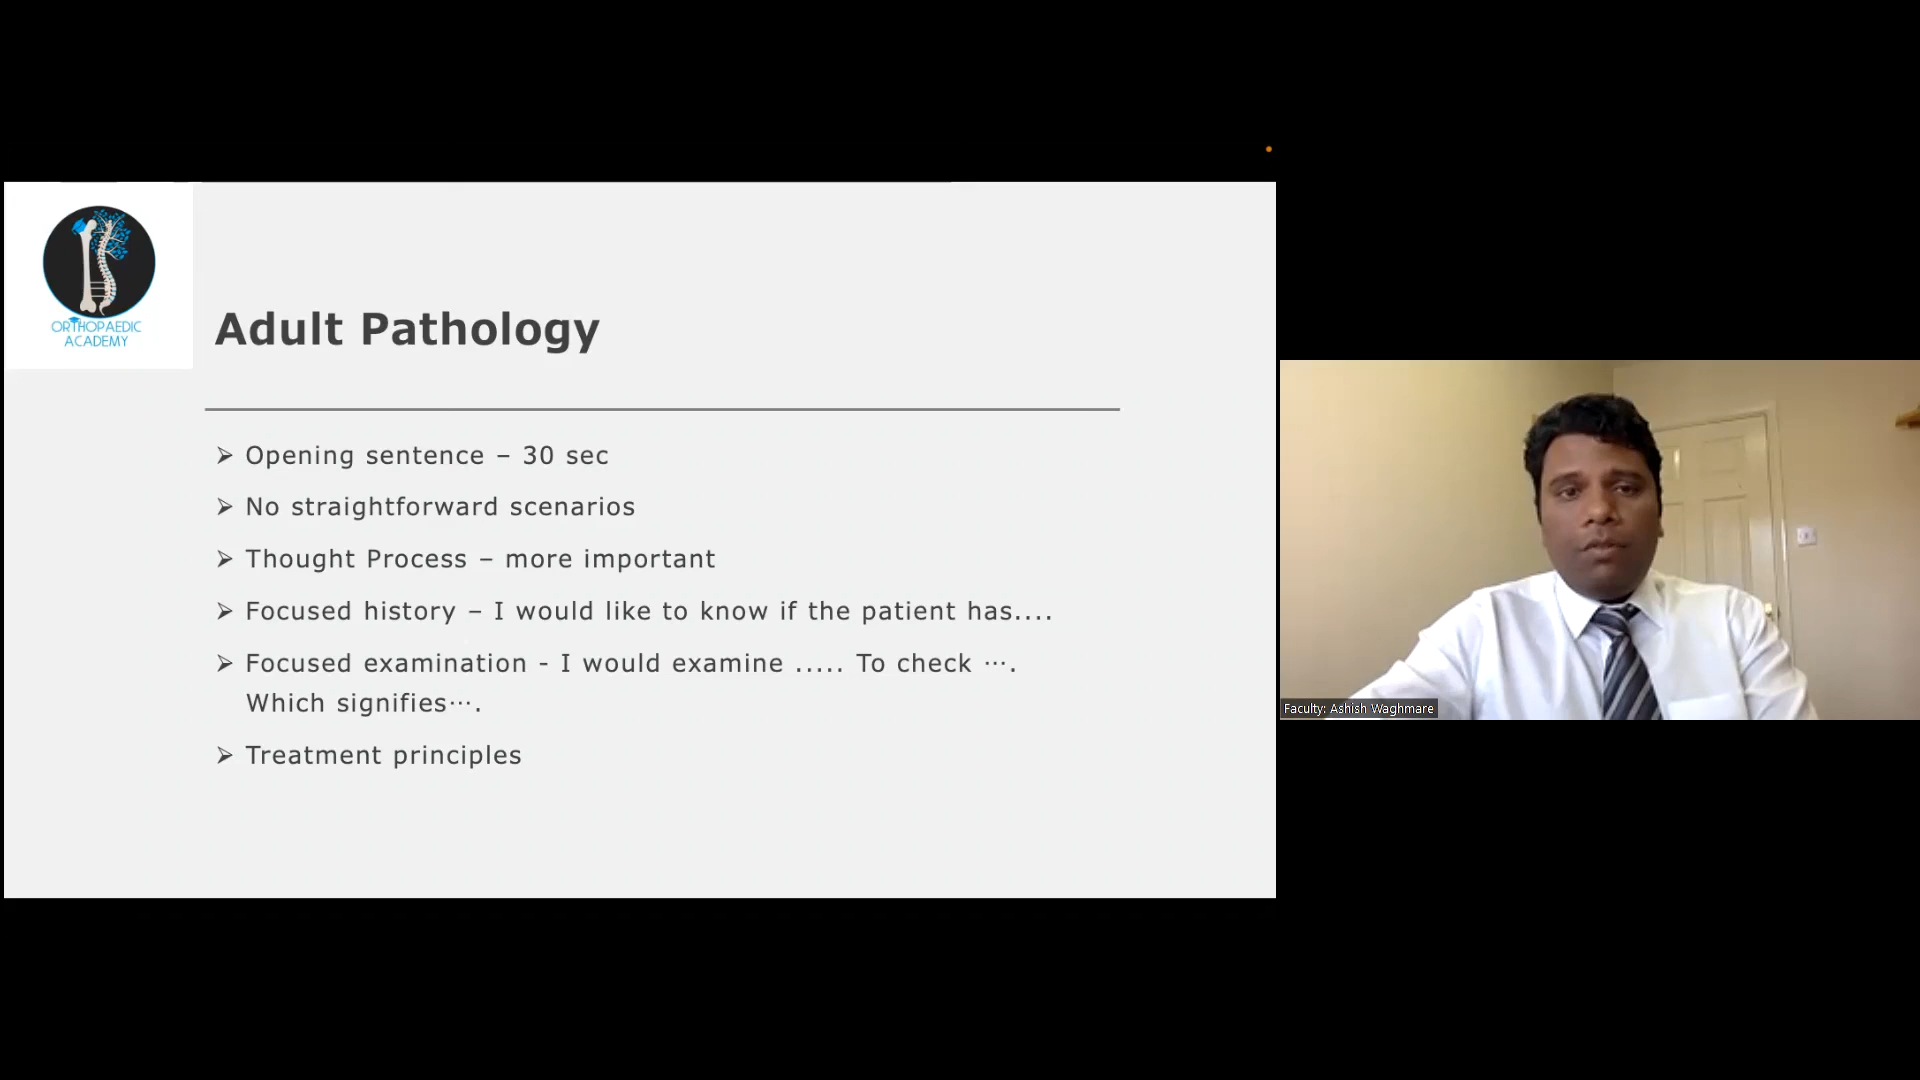 ORTHOPAEDIC
ACADEMY
Adult Pathology
➢ Opening sentence – 30 sec
➢ No straightforward scenarios
➢ Thought Process – more important
➢ Focused history – I would like to know if the patient has....
➢ Focused examination - I would examine ..... To check ….
Which signifies….
➢ Treatment principles
Faculty: Ashish Waghmare